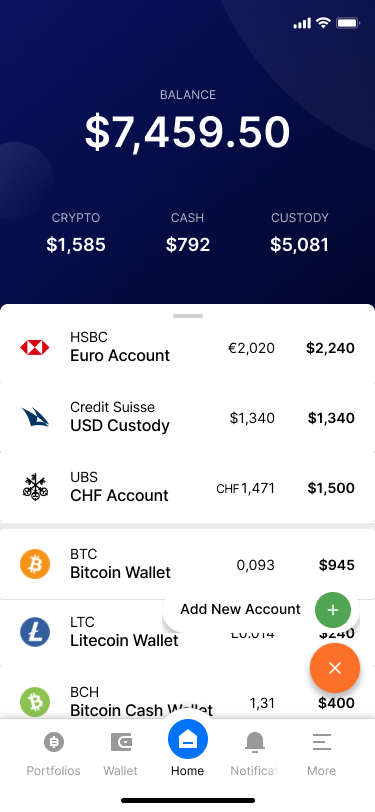 BALANCE
$7,459.50
CRYPTO CASH CUSTODY
$1,585 $792 $5,081
HSBC
Euro Account €2,020 $2,240
Credit Suisse
USD Custody $1,340 $1,340
UBS
CHF Account CHF 1,471 $1,500
BTC
Bitcoin Wallet 0,093 $945
Add New Account
LTC
Litecoin Wallet $240
BCH
Bitcoin Cash Wallet 1,31 $400
Portfolios Wallet Home Notificat More